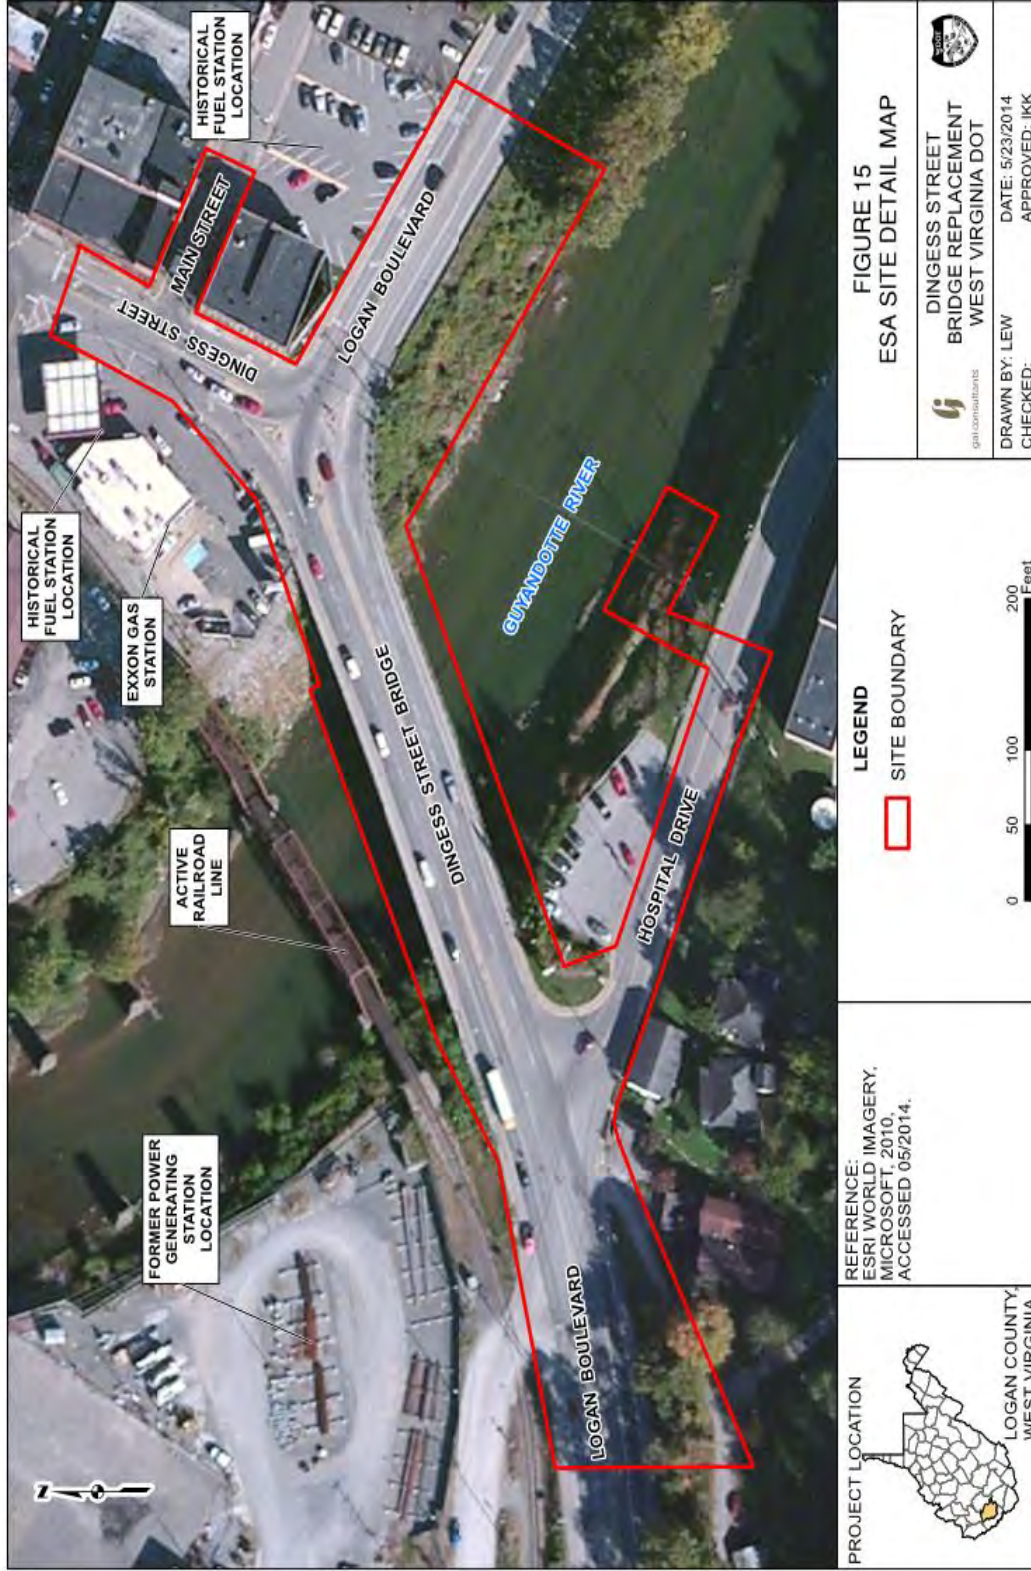 HISTORICAL
FUEL STATION
LOCATION
HISTORICAL
FUEL STATION
LOCATION
EXXON GAS
STATION
ACTIVE
RAILROAD
LINE
FORMER POWER
GENERATING
STATION
LOCATION
MAIN STREET
DINGESS STREET
LOGAN BOULEVARD
DINGESS STREET BRIDGE
GUYANDOTTE RIVER
HOSPITAL DRIVE
LOGAN BOULEVARD
N
PROJECT LOCATION
LOGAN COUNTY,
WEST VIRGINIA
REFERENCE:
ESRI WORLD IMAGERY,
MICROSOFT, 2010,
ACCESSED 05/2014.
LEGEND
SITE BOUNDARY
0 50 100 200
Feet
FIGURE 15
ESA SITE DETAIL MAP
gai consultants
DINGESS STREET
BRIDGE REPLACEMENT
WEST VIRGINIA DOT
DRAWN BY: LEW DATE: 5/23/2014
CHECKED: APPROVED: IKK